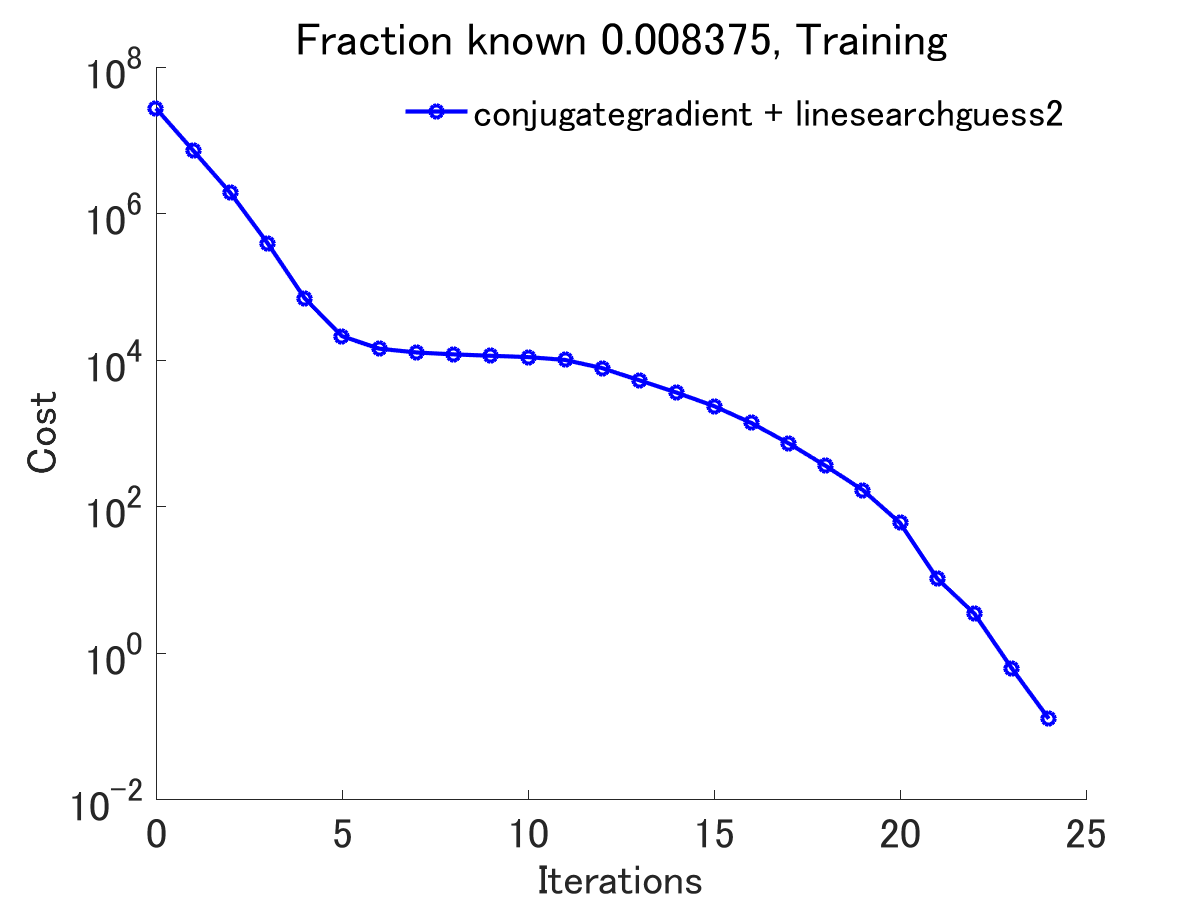 Fraction known 0.008375, Training
conjugategradient + linesearchguess2
10^8
10^6
10^4
10^2
10^0
10^-2
Cost
0 5 10 15 20 25
Iterations